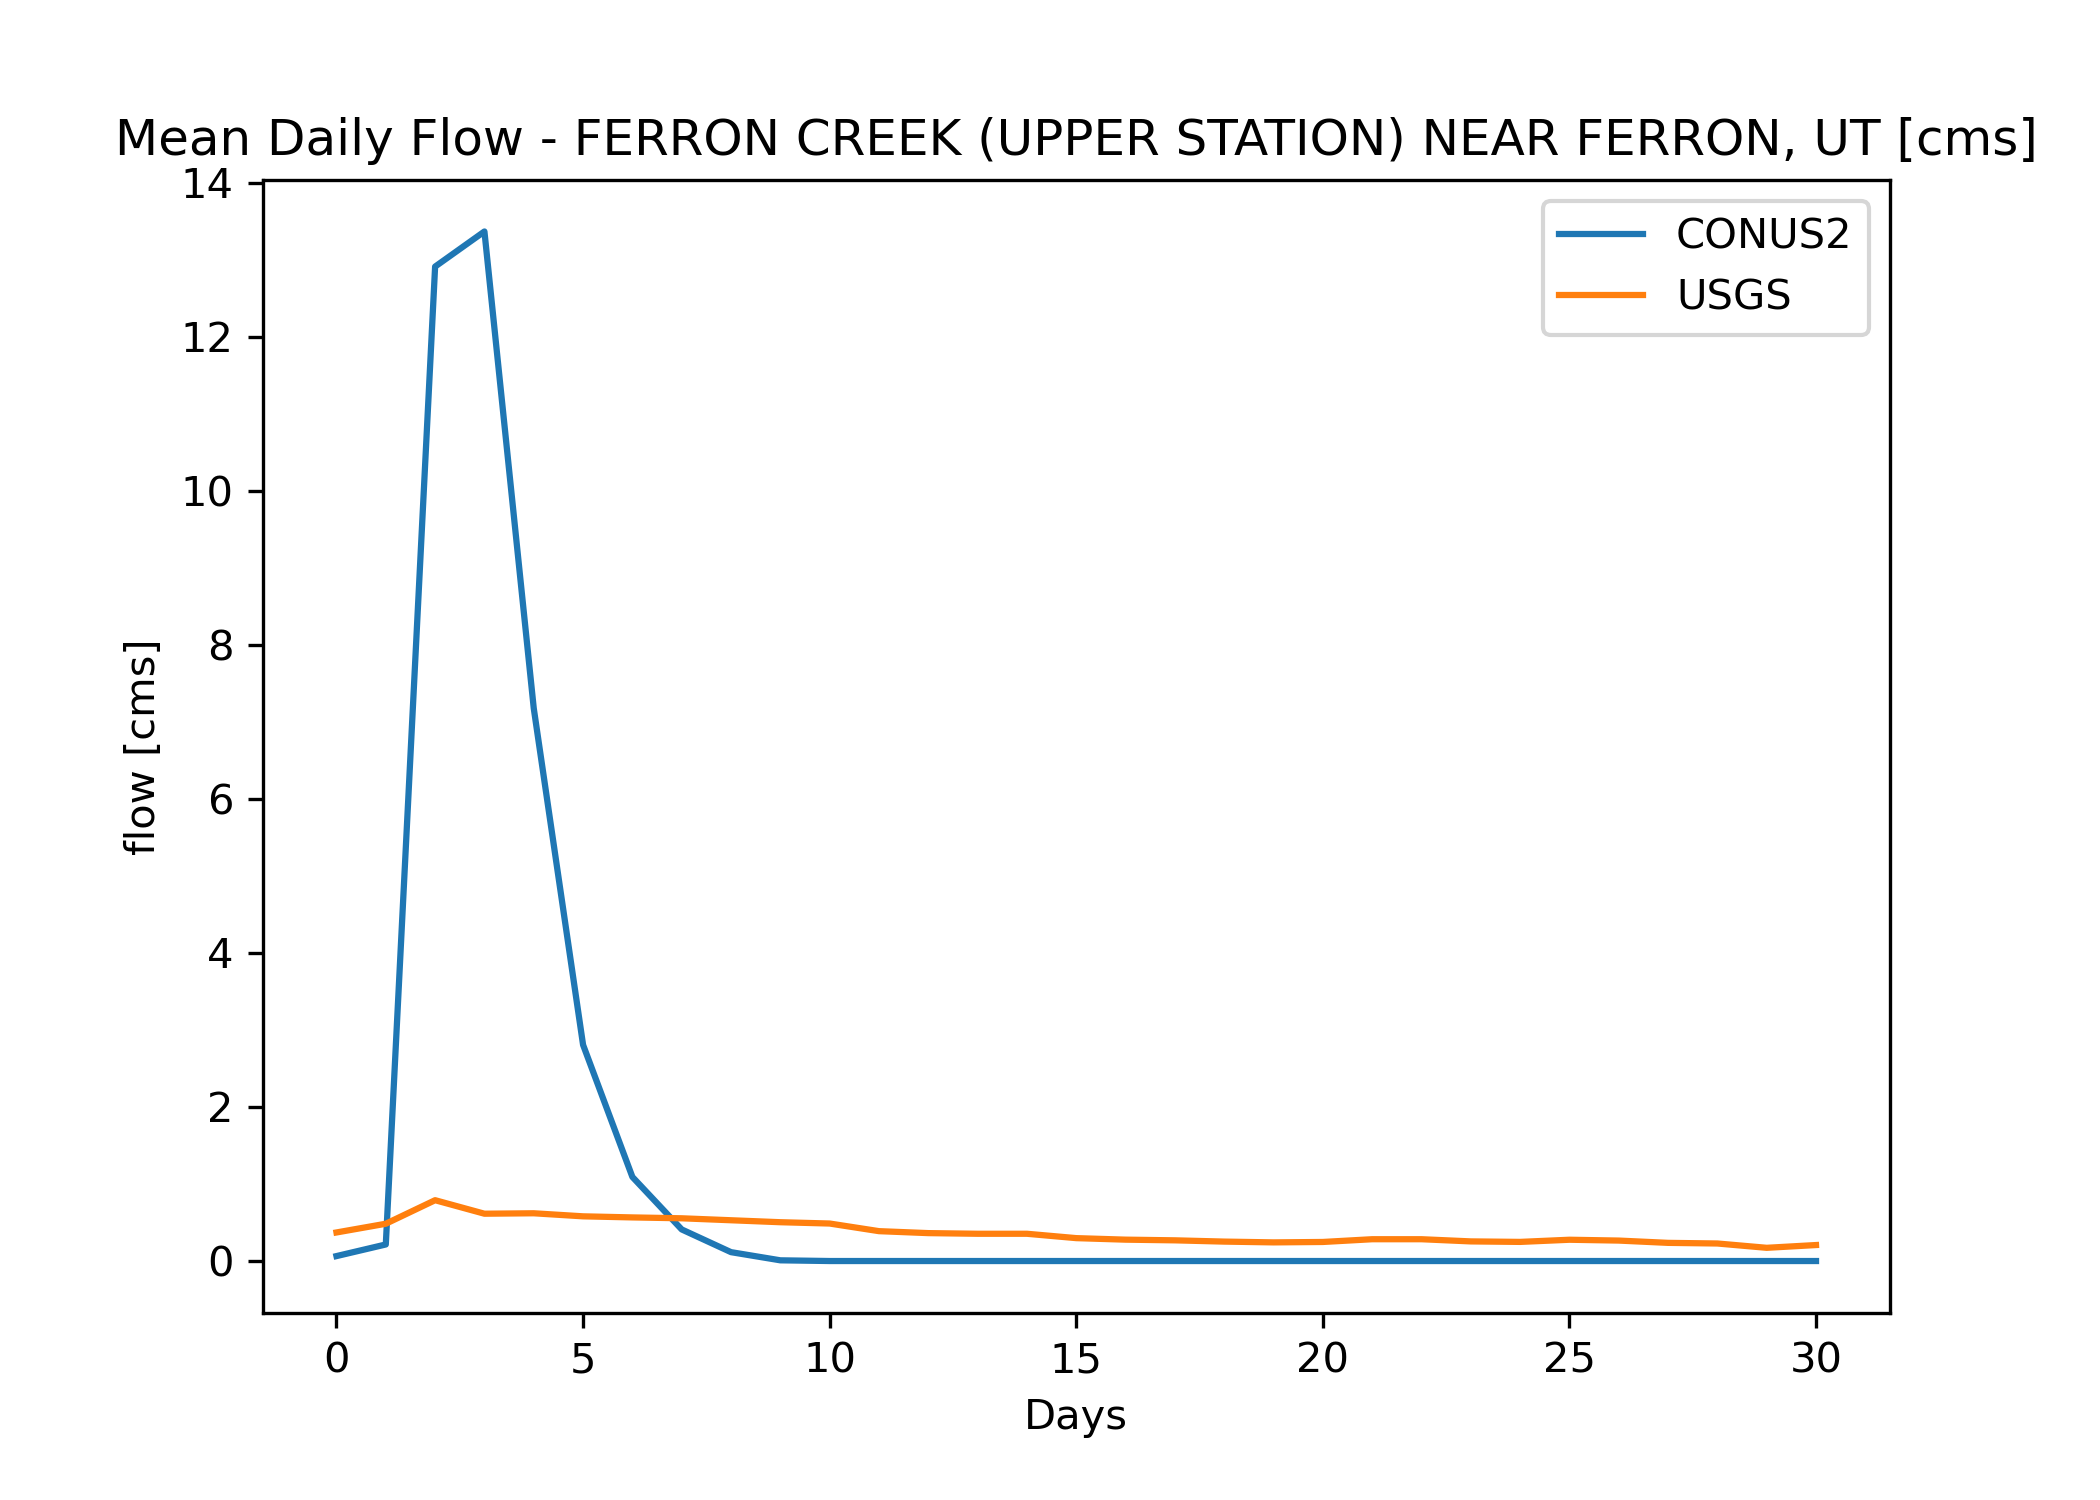 Mean Daily Flow - FERRON CREEK (UPPER STATION) NEAR FERRON, UT [cms]
CONUS2
USGS
14
12
10
8
6
4
2
0
flow [cms]
0 5 10 15 20 25 30
Days